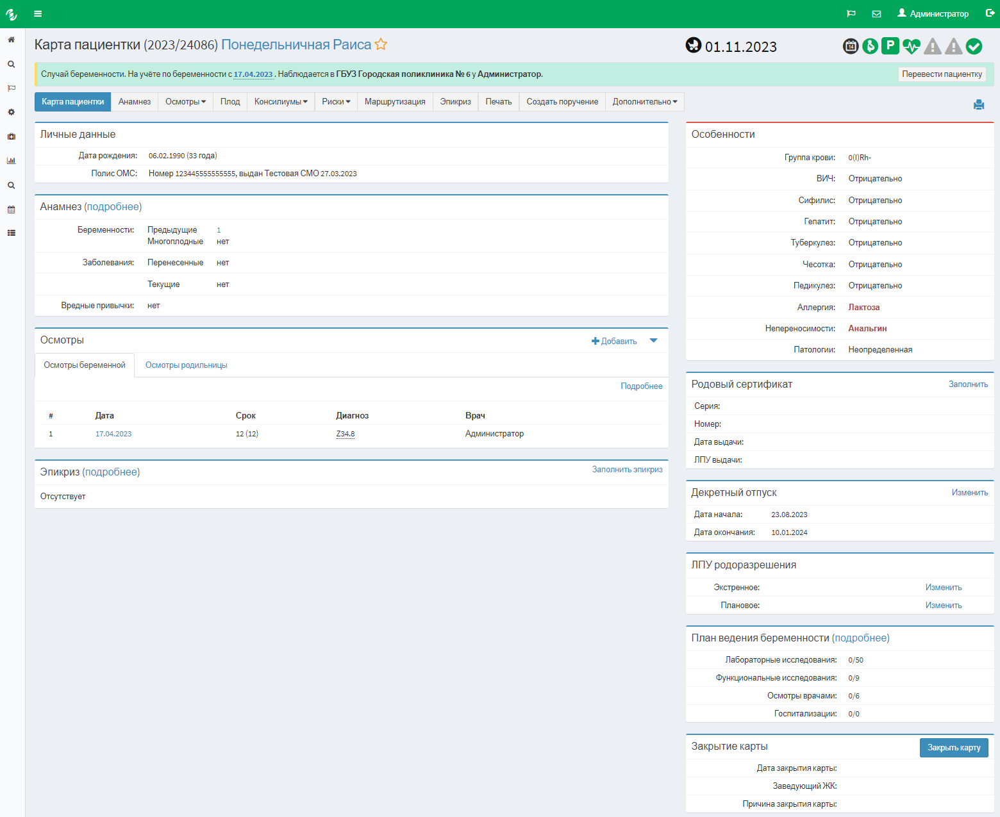 Администратор
Карта пациентки (2023/24086) Понедельничная Раиса
01.11.2023
14
P
Случай беременности. На учёте по беременности с 17.04.2023 . Наблюдается в ГБУЗ Городская поликлиника № 6 у Администратор.
Перевести пациентку
Карта пациентки Анамнез Осмотры Плод Консилиумы Риски Маршрутизация Эпикриз Печать Создать поручение Дополнительно
Личные данные
Дата рождения: 06.02.1990 (33 года)
Полис ОМС: Номер 123445555555555, выдан Тестовая СМО 27.03.2023
Анамнез (подробнее)
Беременности: Предыдущие 1
Многоплодные нет
Заболевания: Перенесенные нет
Текущие нет
Вредные привычки: нет
Осмотры
Добавить
Осмотры беременной Осмотры родильницы
Подробнее
# Дата Срок Диагноз Врач
1 17.04.2023 12 (12) Z34.8 Администратор
Эпикриз (подробнее)
Заполнить эпикриз
Отсутствует
Особенности
Группа крови: 0(I)Rh-
ВИЧ: Отрицательно
Сифилис: Отрицательно
Гепатит: Отрицательно
Туберкулез: Отрицательно
Чесотка: Отрицательно
Педикулез: Отрицательно
Аллергия: Лактоза
Непереносимости: Анальгин
Патологии: Неопределенная
Родовый сертификат Заполнить
Серия:
Номер:
Дата выдачи:
ЛПУ выдачи:
Декретный отпуск Изменить
Дата начала: 23.08.2023
Дата окончания: 10.01.2024
ЛПУ родоразрешения
Экстренное: Изменить
Плановое: Изменить
План ведения беременности (подробнее)
Лабораторные исследования: 0/50
Функциональные исследования: 0/9
Осмотры врачами: 0/6
Госпитализации: 0/0
Закрытие карты Закрыть карту
Дата закрытия карты:
Заведующий ЖК:
Причина закрытия карты: